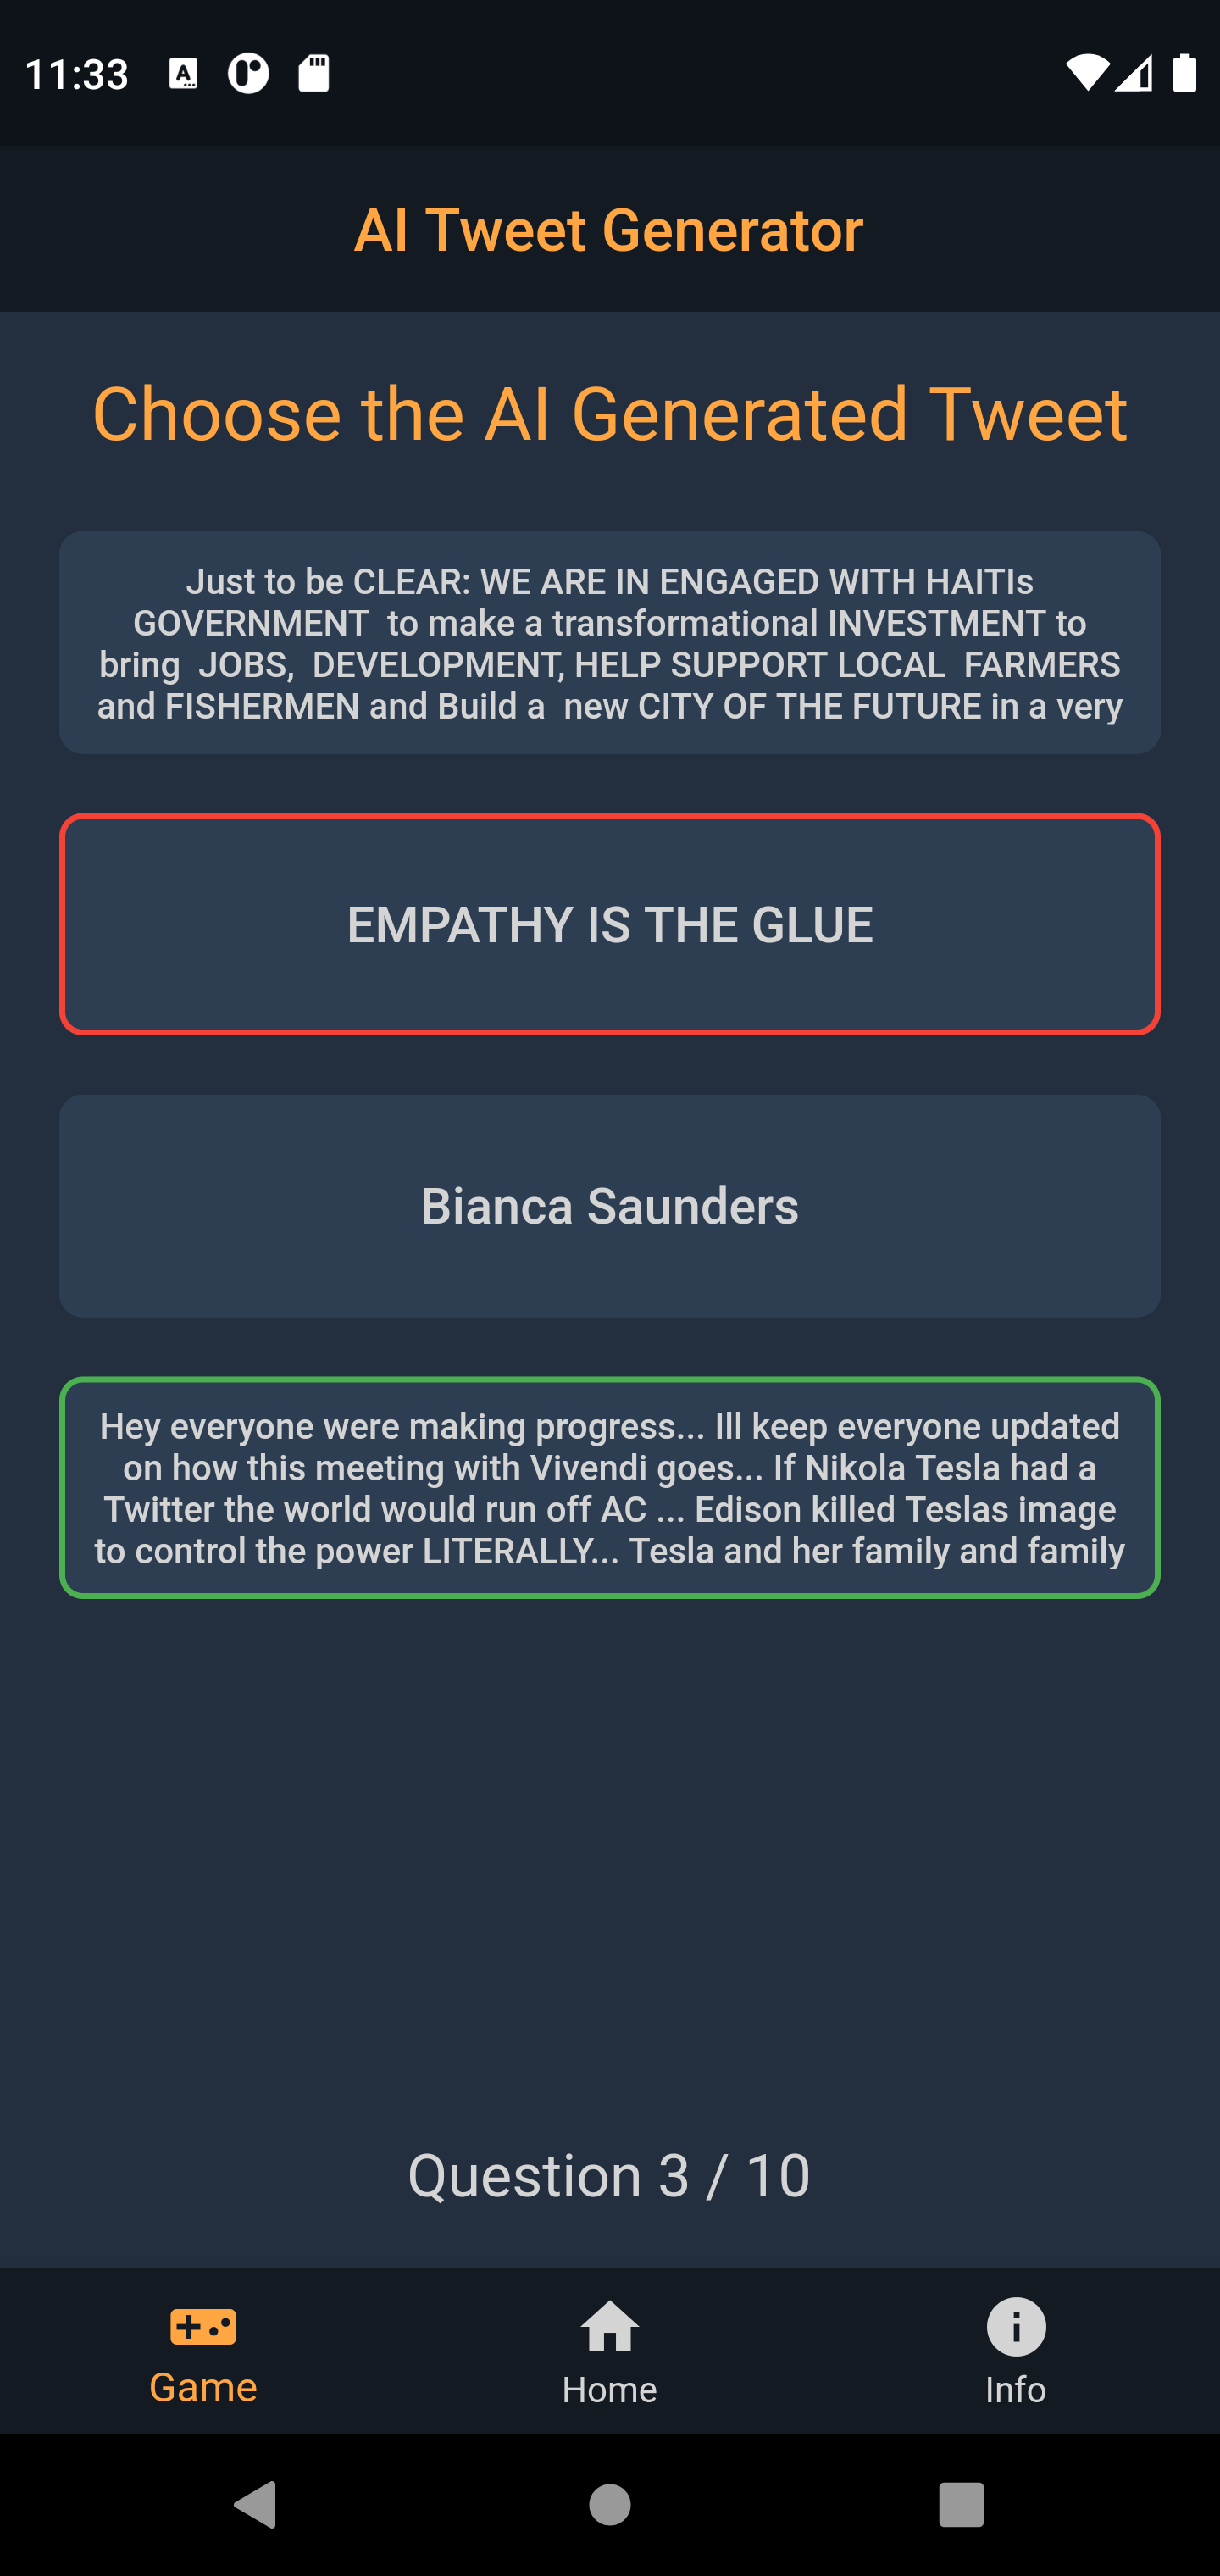 11:33
AI Tweet Generator
Choose the AI Generated Tweet
Just to be CLEAR: WE ARE IN ENGAGED WITH HAITIs
GOVERNMENT  to make a transformational INVESTMENT to
bring  JOBS,  DEVELOPMENT, HELP SUPPORT LOCAL  FARMERS
and FISHERMEN and Build a  new CITY OF THE FUTURE in a very
EMPATHY IS THE GLUE
Bianca Saunders
Hey everyone were making progress... Ill keep everyone updated
on how this meeting with Vivendi goes... If Nikola Tesla had a
Twitter the world would run off AC ... Edison killed Teslas image
to control the power LITERALLY... Tesla and her family and family
Question 3 / 10
Game
Home
Info